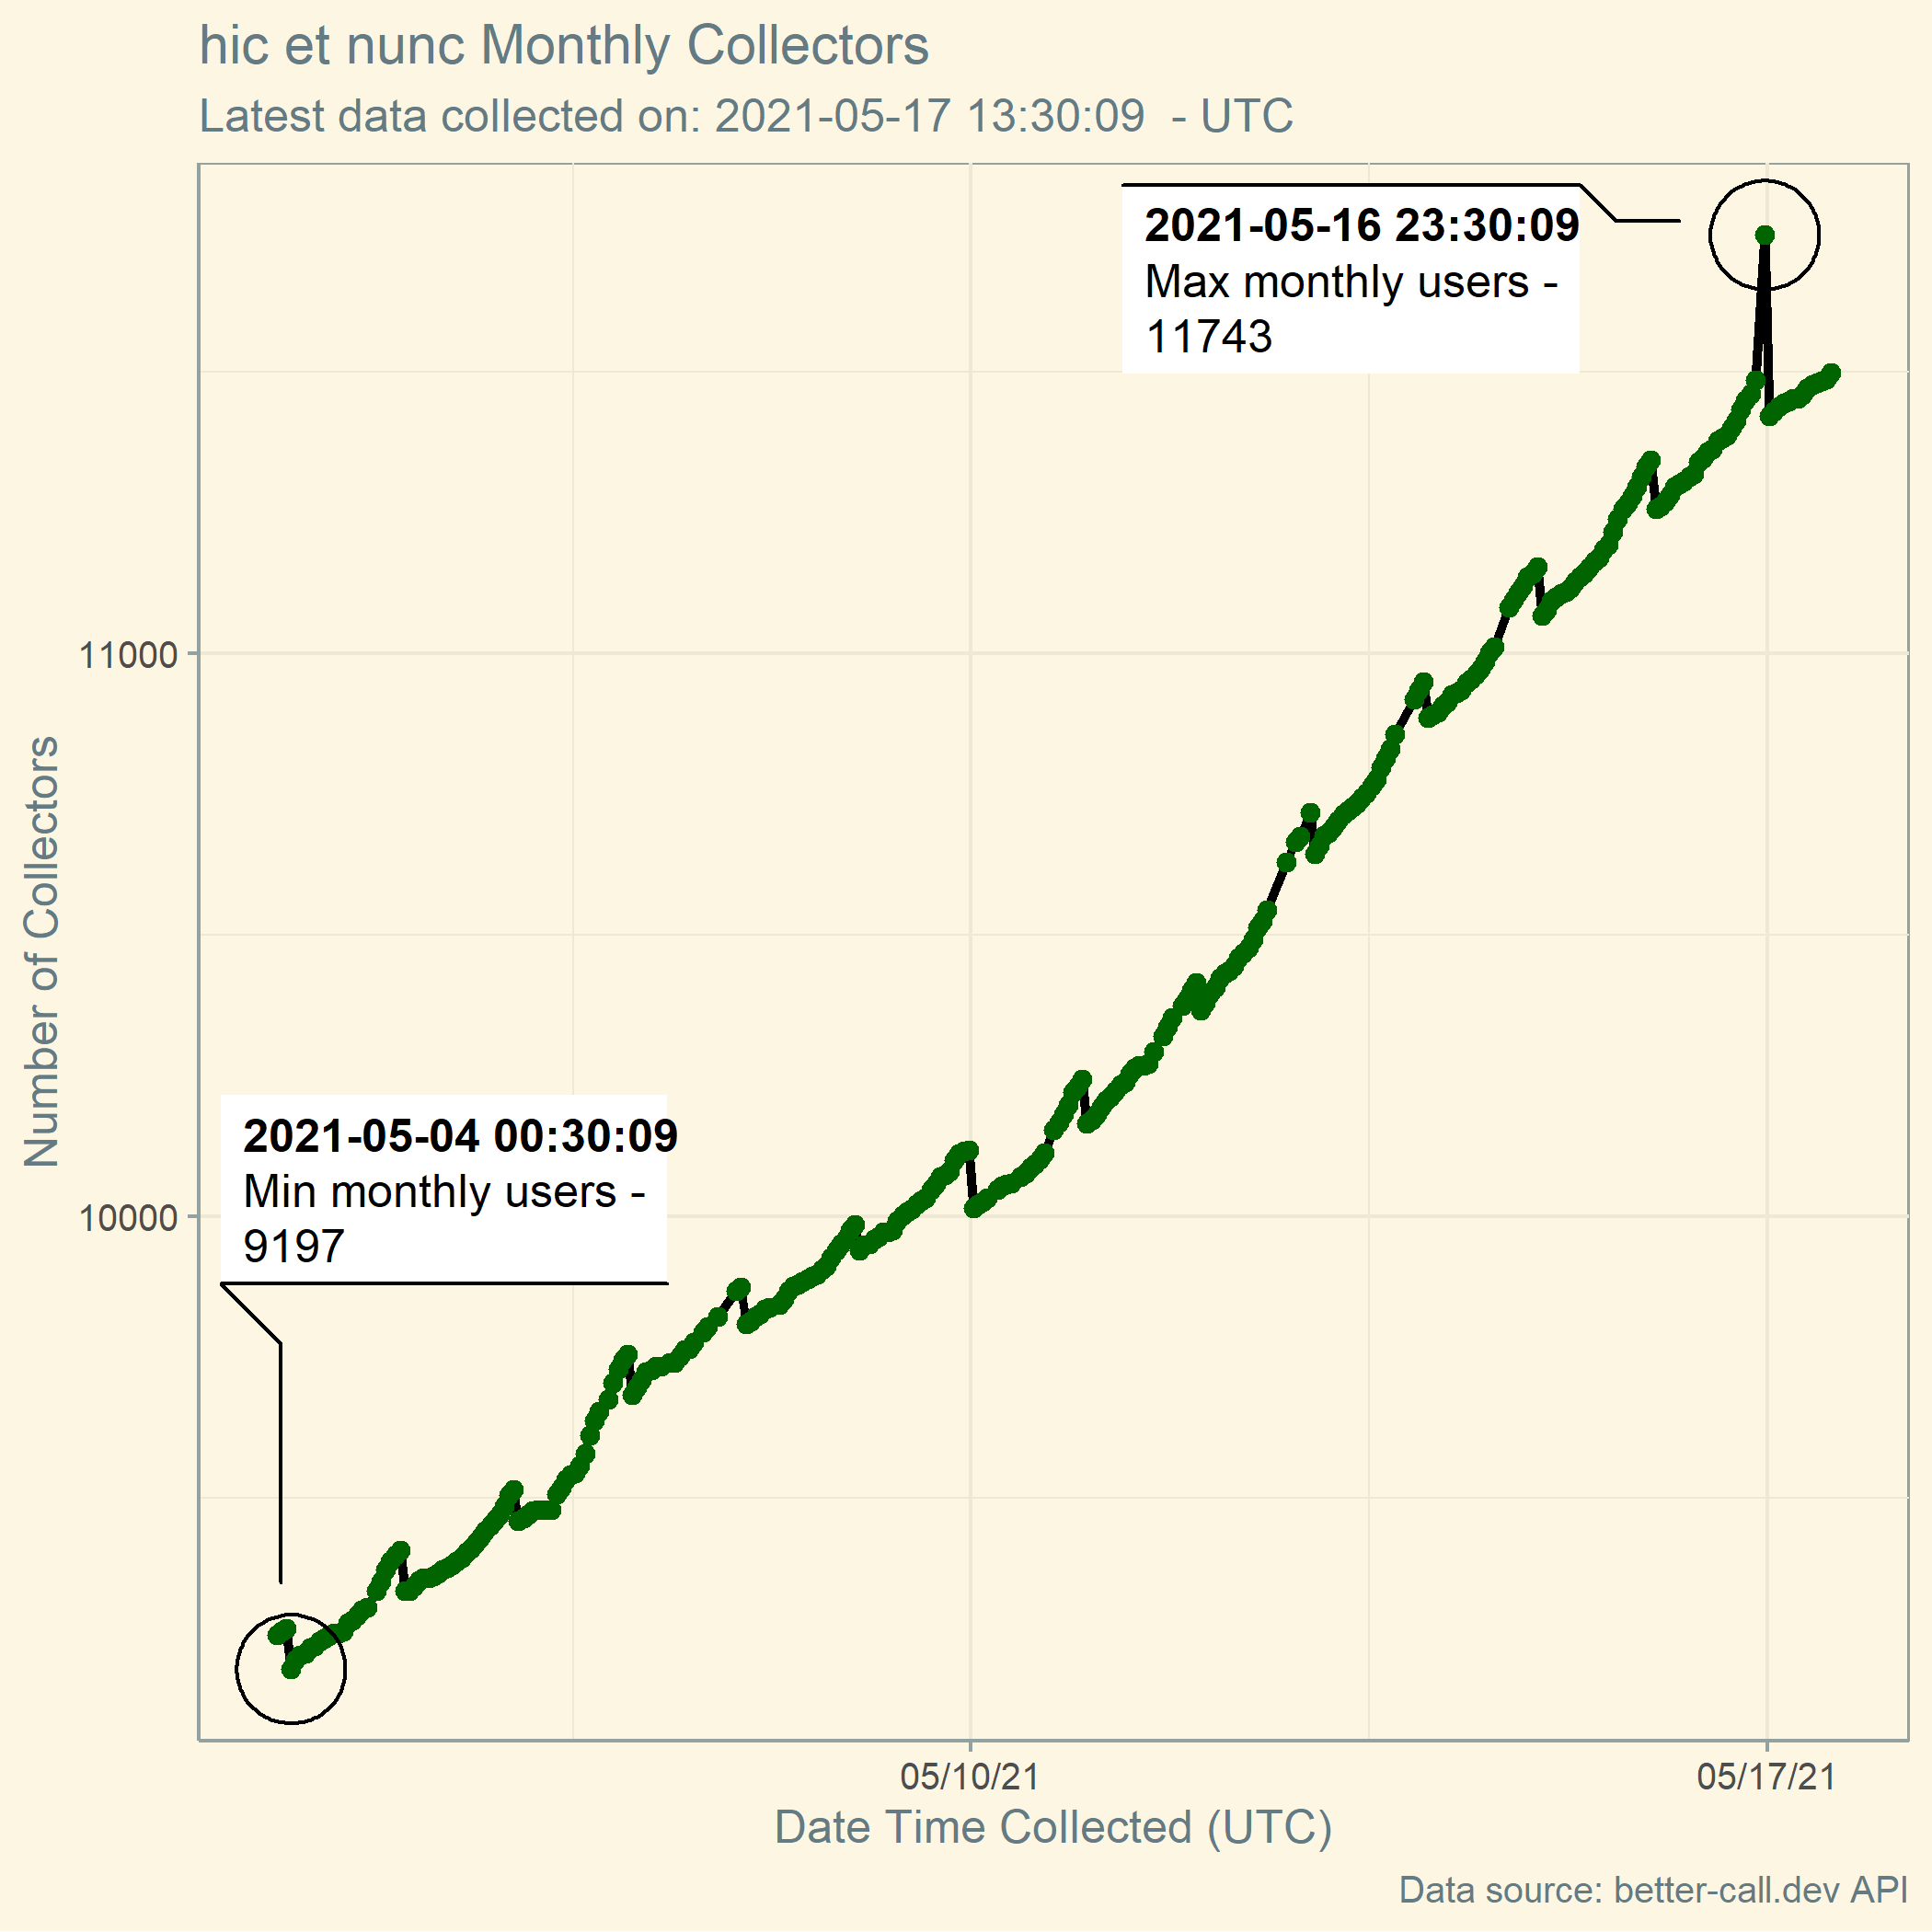 hic et nunc Monthly Collectors
Latest data collected on: 2021-05-17 13:30:09  - UTC
2021-05-16 23:30:09
Max monthly users -
11743
11000
Number of Collectors
2021-05-04 00:30:09
Min monthly users -
9197
10000
05/10/21
05/17/21
Date Time Collected (UTC)
Data source: better-call.dev API